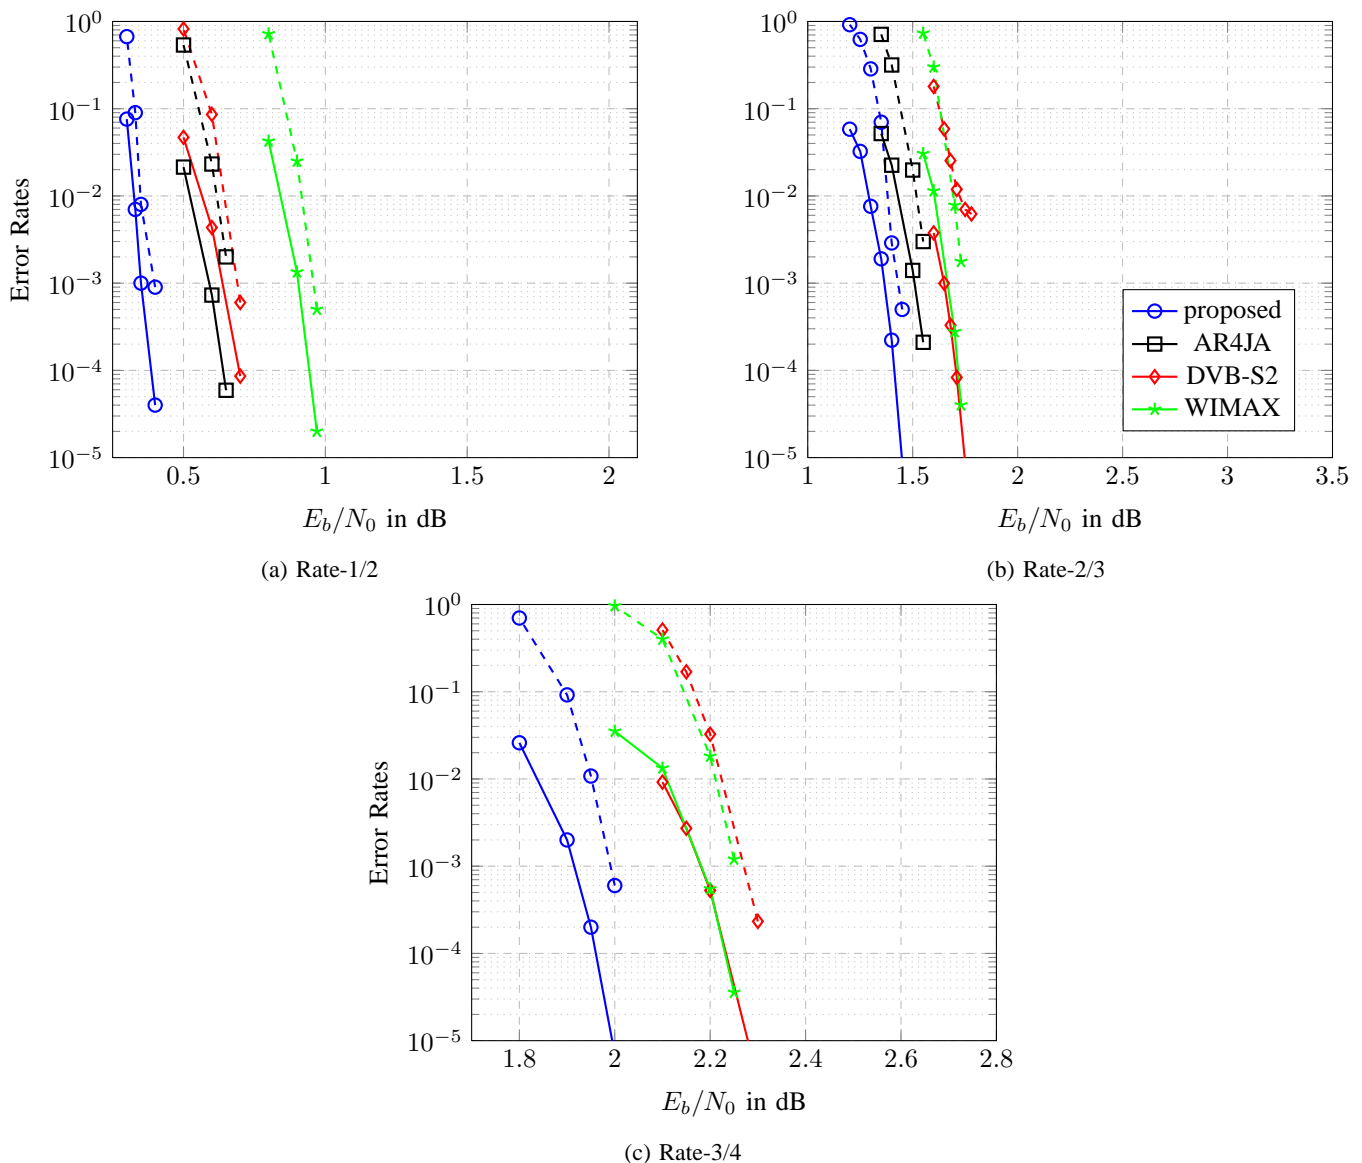 10^0
10^-1
10^-2
10^-3
10^-4
10^-5
Error Rates
0.5 1 1.5 2
E_b/N_0 in dB
(a) Rate-1/2
10^0
10^-1
10^-2
10^-3
10^-4
10^-5
proposed
AR4JA
DVB-S2
WIMAX
1 1.5 2 2.5 3 3.5
E_b/N_0 in dB
(b) Rate-2/3
10^0
10^-1
10^-2
10^-3
10^-4
10^-5
Error Rates
1.8 2 2.2 2.4 2.6 2.8
E_b/N_0 in dB
(c) Rate-3/4